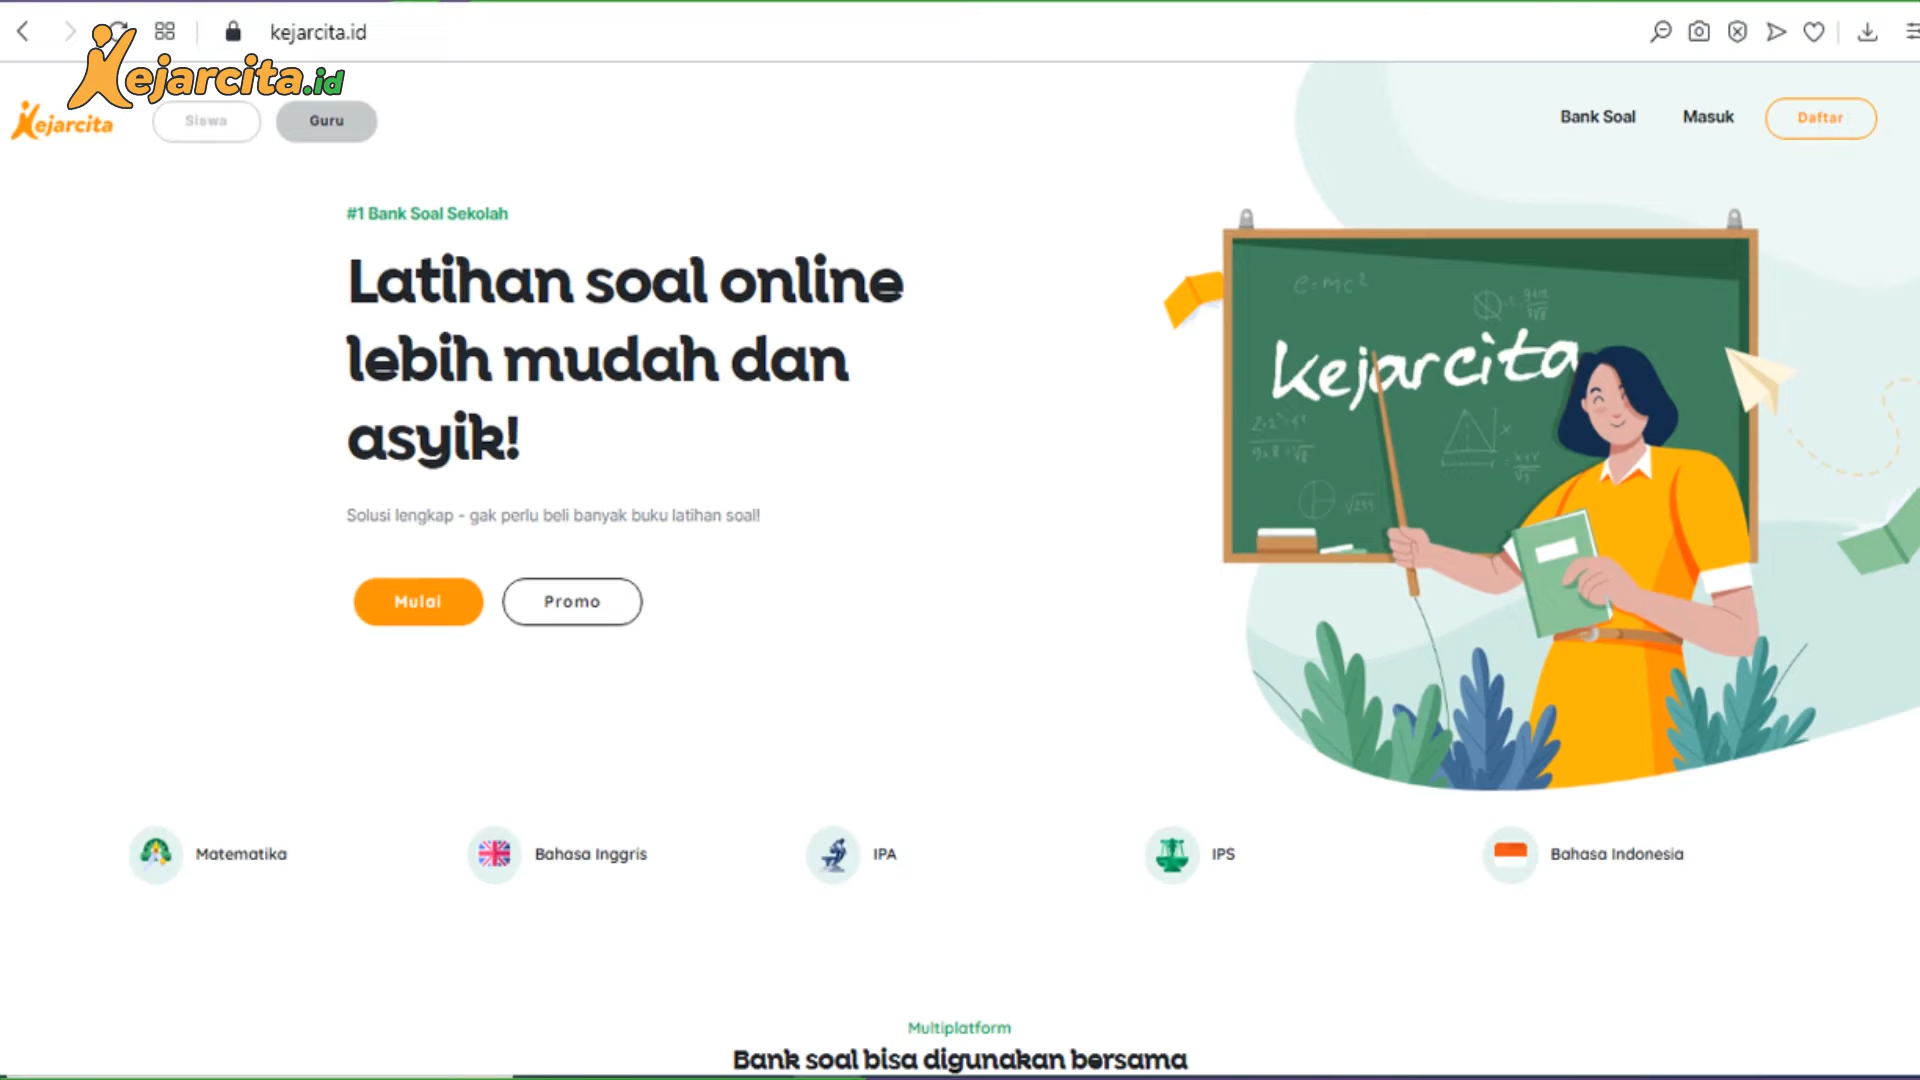 kejarcita.id
Kejarcita.id
Kejarcita
Siswa
Guru
Bank Soal
Masuk
Daftar
#1 Bank Soal Sekolah
Latihan soal online
lebih mudah dan
asyik!
Solusi lengkap - gak perlu beli banyak buku latihan soal!
Mulai
Promo
e=mc²
kejarcita
Matematika
Bahasa Inggris
IPA
IPS
Bahasa Indonesia
Multiplatform
Bank soal bisa digunakan bersama